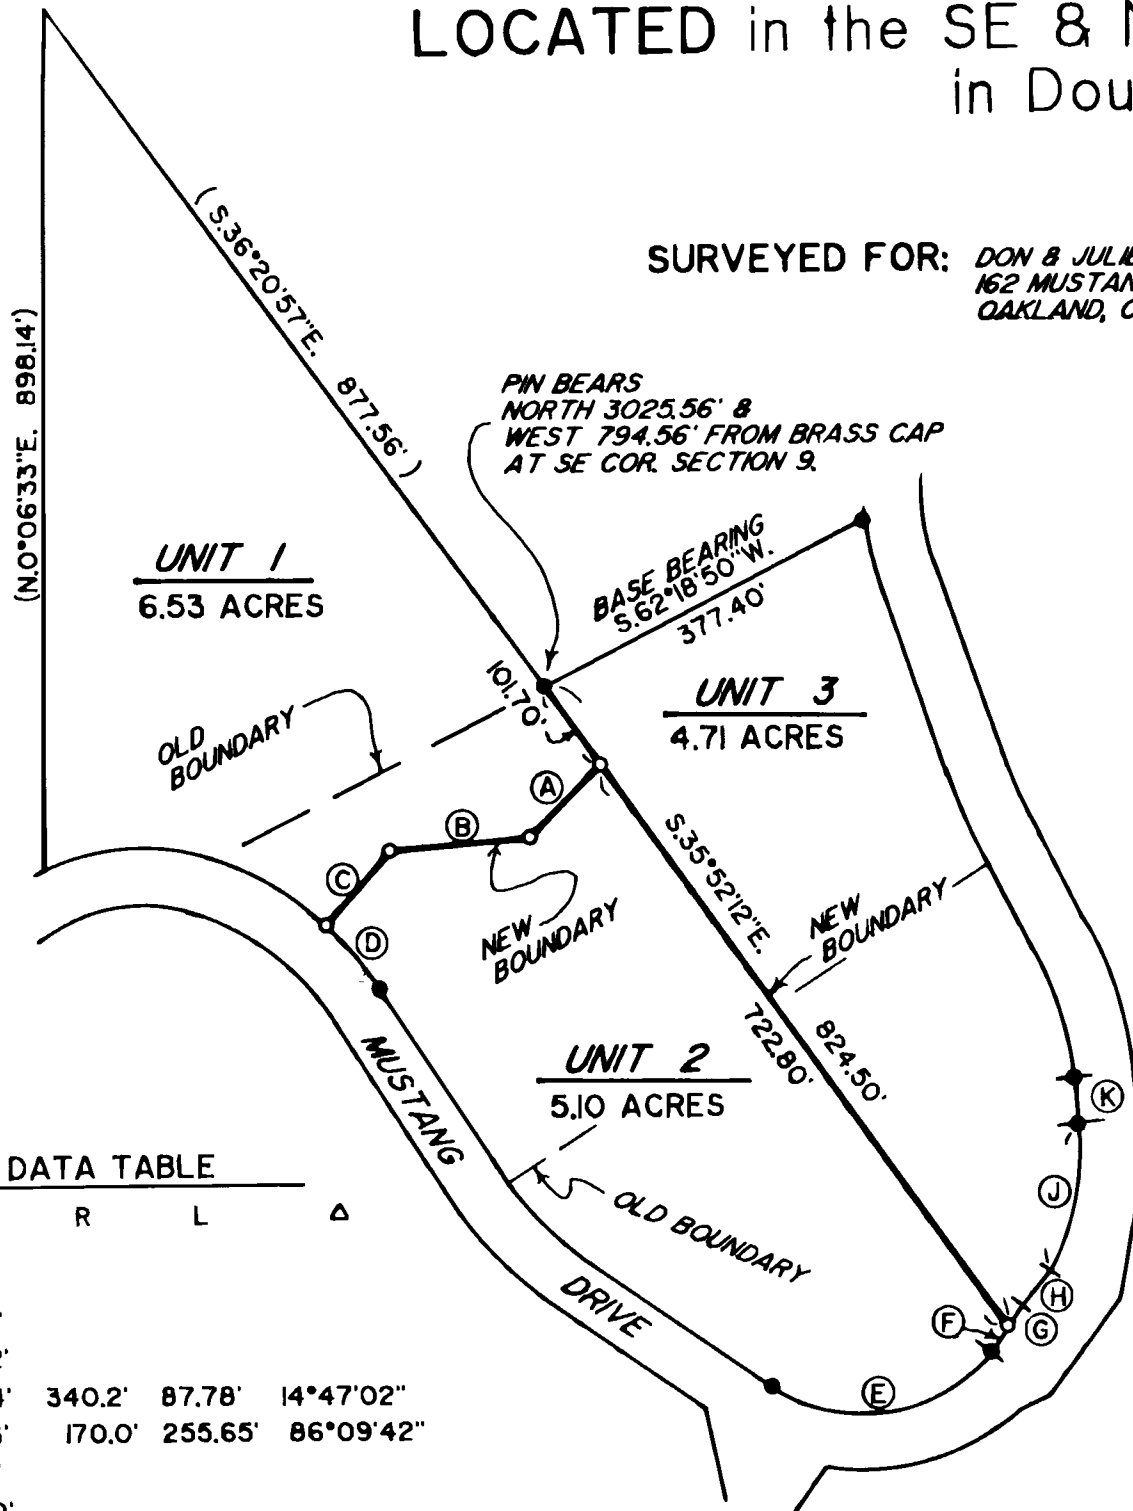 LOCATED in the SE &
in Dou
SURVEYED FOR: DON & JULIE
162 MUSTAN
OAKLAND, O
(S.36°20'57"E. 877.56')
(N.0°06'33"E. 898.14')
PIN BEARS
NORTH 3025.56' &
WEST 794.56' FROM BRASS CAP
AT SE COR. SECTION 9.
UNIT 1
6.53 ACRES
BASE BEARING
S.62°18'50"W.
377.40'
101.70'
UNIT 3
4.71 ACRES
OLD
BOUNDARY
A
B
C
D
NEW
BOUNDARY
S.35°52'12"E.
NEW
BOUNDARY
722.80'
824.50'
UNIT 2
5.10 ACRES
MUSTANG
DRIVE
OLD BOUNDARY
K
J
H
G
F
E
DATA TABLE
R L Δ
340.2' 87.78' 14°47'02"
170.0' 255.65' 86°09'42"